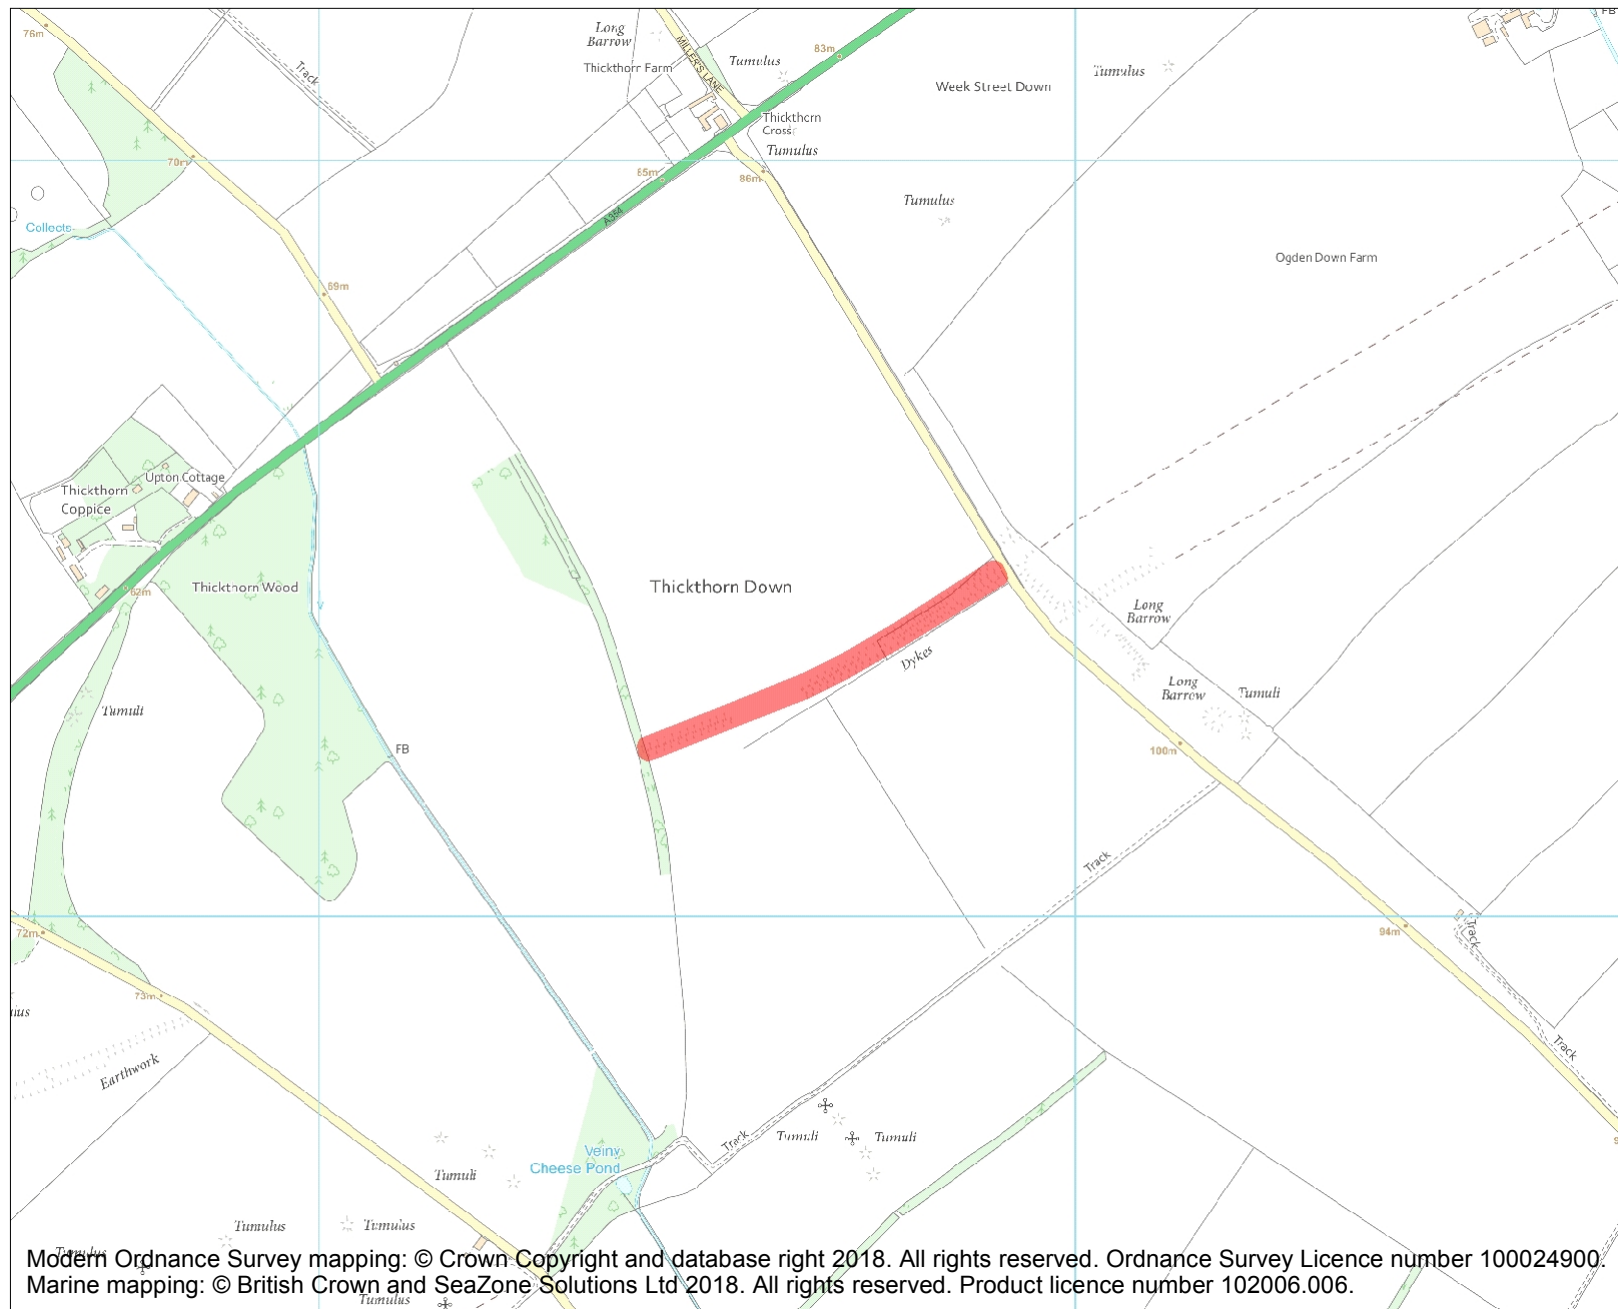 76m
Track
Long
Barrow
Thickthorn Farm
MILLER'S LANE
Tumulus
83m
Week Street Down
Tumulus
FB
Thickthorn
Cross
Tumulus
70m
85m
86m
Tumulus
A354
Collects
Ogden Down Farm
69m
Upton Cottage
Thickthorn
Coppice
62m
Thickthorn Wood
Thickthorn Down
Long
Barrow
Dykes
Long
Barrow
Tumuli
Tumuli
FB
100m
Track
72m
94m
Track
73m
Track
Earthwork
Track
Tumuli
Tumuli
Veiny
Cheese Pond
Tumuli
Tumulus
Tumulus
Tumulus
Modern Ordnance Survey mapping: © Crown Copyright and database right 2018. All rights reserved. Ordnance Survey Licence number 100024900.
Marine mapping: © British Crown and SeaZone Solutions Ltd 2018. All rights reserved. Product licence number 102006.006.
Tumulus